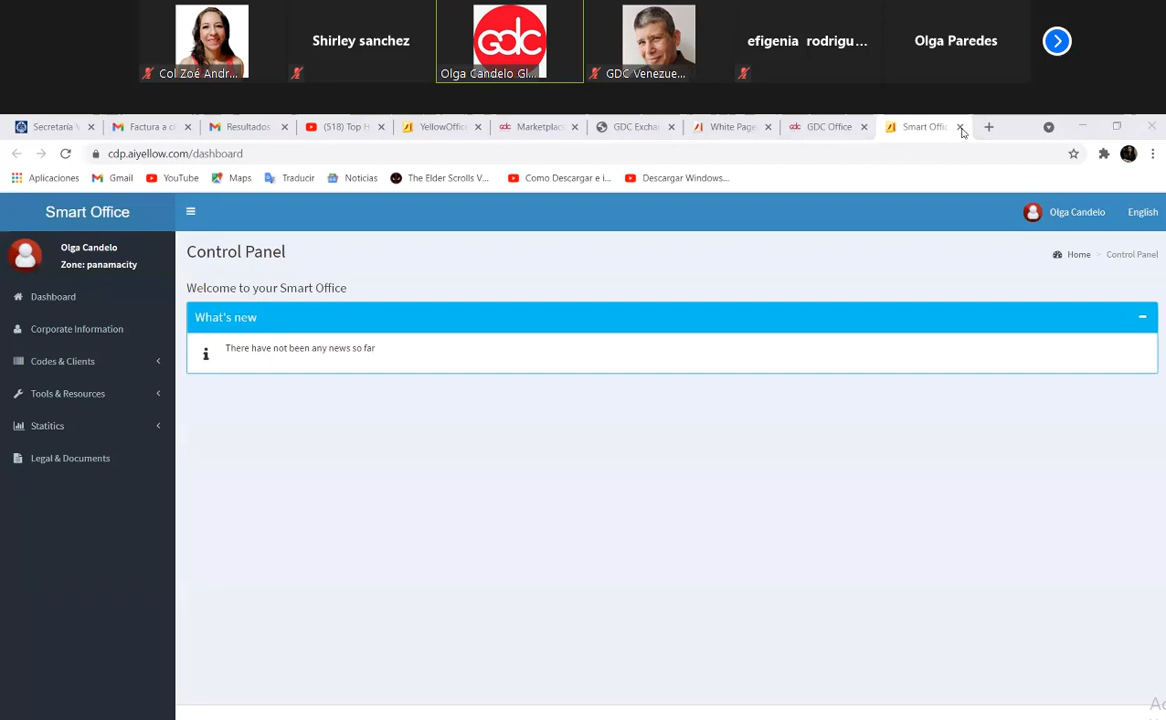 Shirley sanchez
efigenia rodrigu...
Olga Paredes
gdc
Col Zoé Andr...
Olga Candelo Gl...
GDC Venezue...
Secretaría
Factura a c
Resultados
(518) Top H
YellowOffic
Marketplac
GDC Excha
White Page
GDC Office
Smart Offic
cdp.aiyellow.com/dashboard
Aplicaciones
Gmail
YouTube
Maps
Traducir
Noticias
The Elder Scrolls V...
Como Descargar e i...
Descargar Windows...
Smart Office
Olga Candelo
English
Olga Candelo
Zone: panamacity
Control Panel
Home > Control Panel
Welcome to your Smart Office
Dashboard
What's new
Corporate Information
There have not been any news so far
Codes & Clients
Tools & Resources
Statitics
Legal & Documents